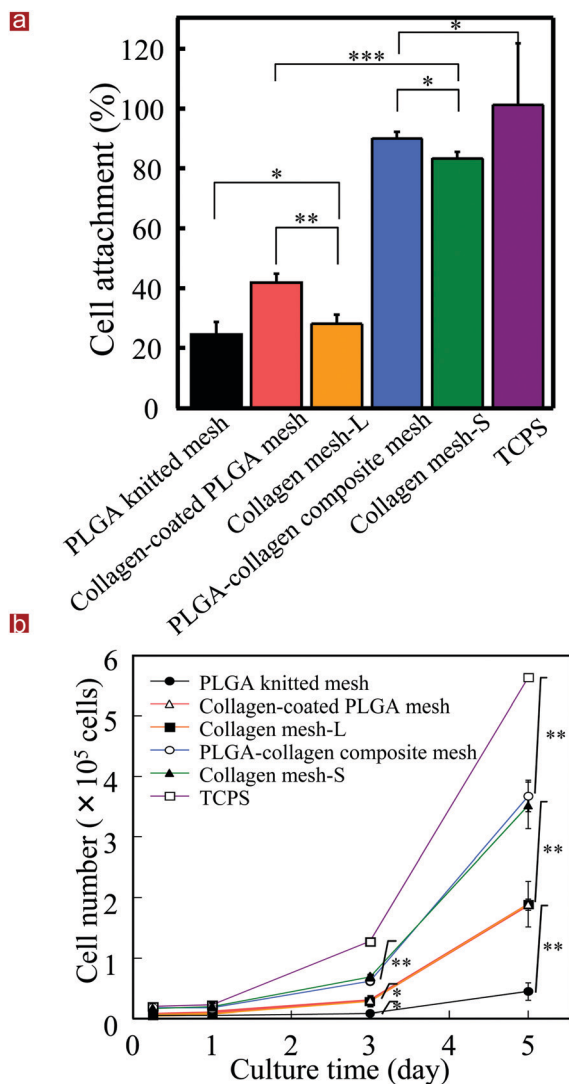 a
Cell attachment (%)
120
100
80
60
40
20
0
*
***
*
*
**
PLGA knitted mesh
Collagen-coated PLGA mesh
Collagen mesh-L
PLGA-collagen composite mesh
Collagen mesh-S
TCPS
b
Cell number ( × 10⁵ cells)
6
5
4
3
2
1
0
PLGA knitted mesh
Collagen-coated PLGA mesh
Collagen mesh-L
PLGA-collagen composite mesh
Collagen mesh-S
TCPS
**
**
**
**
*
*
0 1 2 3 4 5
Culture time (day)